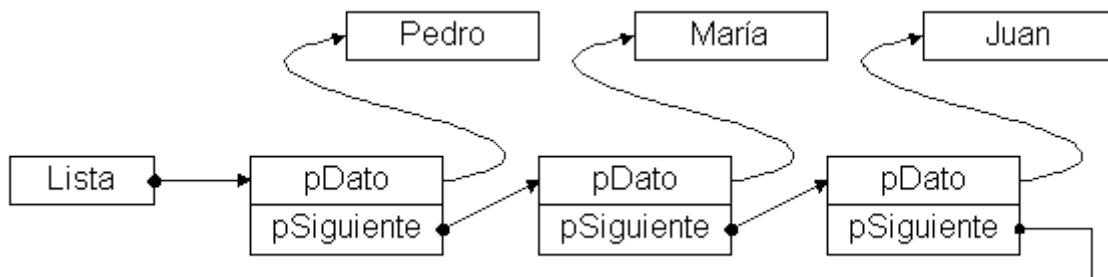 Pedro
María
Juan
Lista
pDato
pDato
pDato
pSiguiente
pSiguiente
pSiguiente